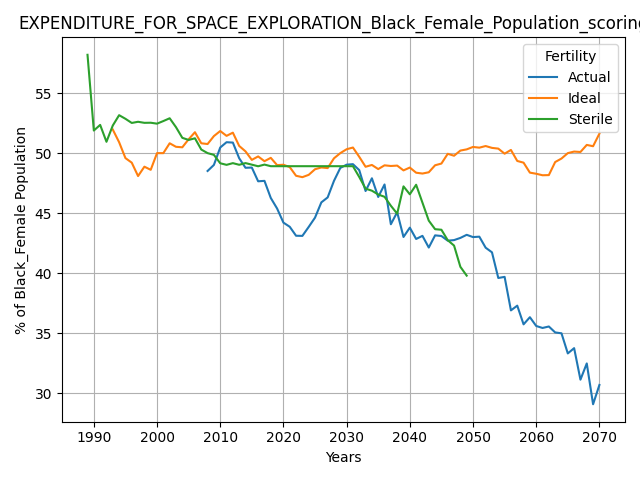 EXPENDITURE_FOR_SPACE_EXPLORATION_Black_Female_Population_scorin
Fertility
Actual
Ideal
Sterile
% of Black_Female Population
55
50
45
40
35
30
1990 2000 2010 2020 2030 2040 2050 2060 2070
Years